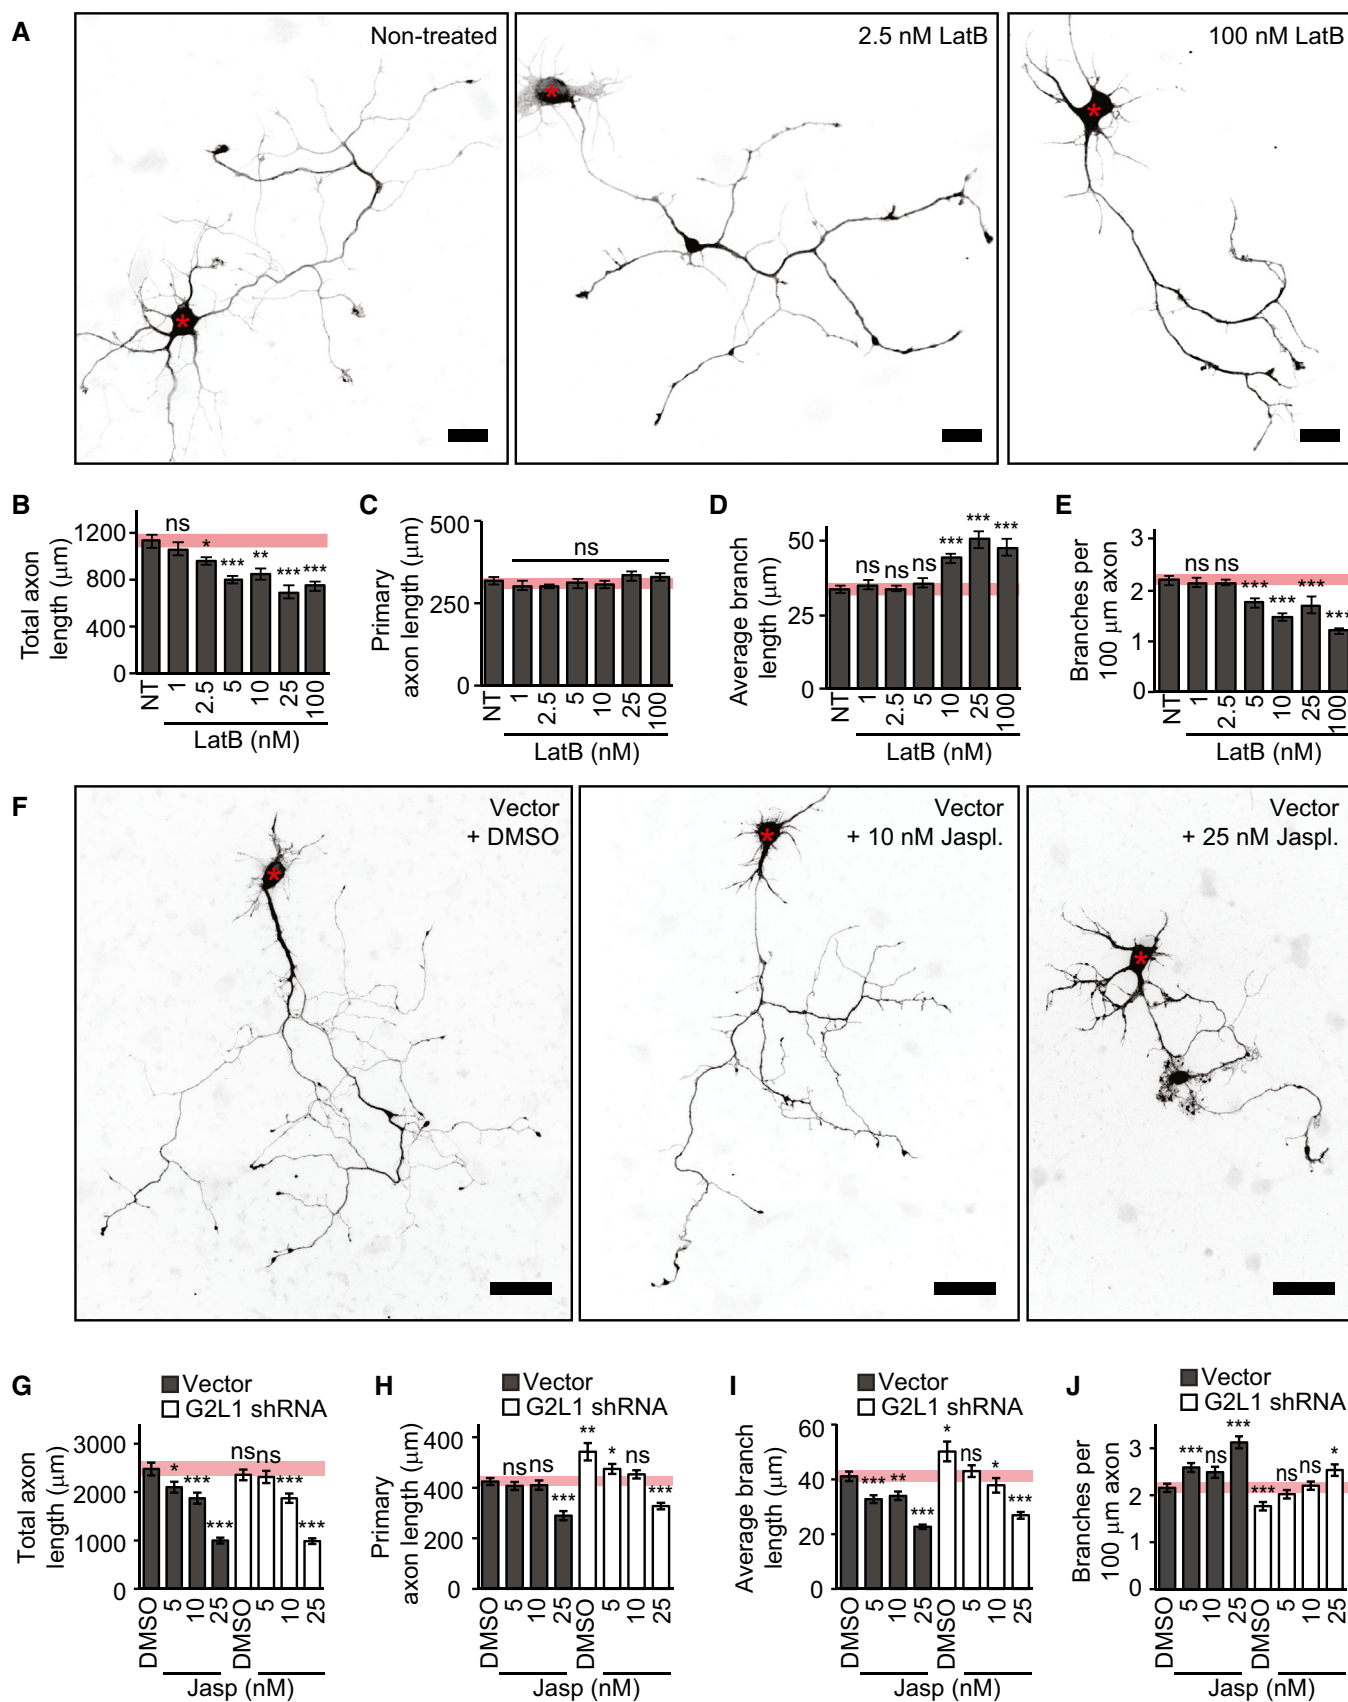 A
Non-treated
2.5 nM LatB
100 nM LatB
*
*
*
B
Total axon
length (μm)
1200
800
400
0
ns
*
***
**
***
***
NT
1
2.5
5
10
25
100
LatB (nM)
C
Primary
axon length (μm)
500
250
0
ns
NT
1
2.5
5
10
25
100
LatB (nM)
D
Average branch
length (μm)
50
25
0
ns
ns
ns
***
***
***
NT
1
2.5
5
10
25
100
LatB (nM)
E
Branches per
100 μm axon
3
2
1
0
ns
ns
***
***
***
***
NT
1
2.5
5
10
25
100
LatB (nM)
F
Vector
+ DMSO
Vector
+ 10 nM Jaspl.
Vector
+ 25 nM Jaspl.
*
*
*
G
Vector
G2L1 shRNA
Total axon
length (μm)
3000
2000
1000
0
*
***
***
ns
ns
***
***
DMSO
5
10
25
DMSO
5
10
25
Jasp (nM)
H
Vector
G2L1 shRNA
Primary
axon length (μm)
400
400
0
ns
ns
***
**
*
ns
***
DMSO
5
10
25
DMSO
5
10
25
Jasp (nM)
I
Vector
G2L1 shRNA
Average branch
length (μm)
60
40
20
0
***
**
***
*
ns
*
***
DMSO
5
10
25
DMSO
5
10
25
Jasp (nM)
J
Vector
G2L1 shRNA
Branches per
100 μm axon
3
2
1
0
***
ns
***
***
ns
ns
*
DMSO
5
10
25
DMSO
5
10
25
Jasp (nM)